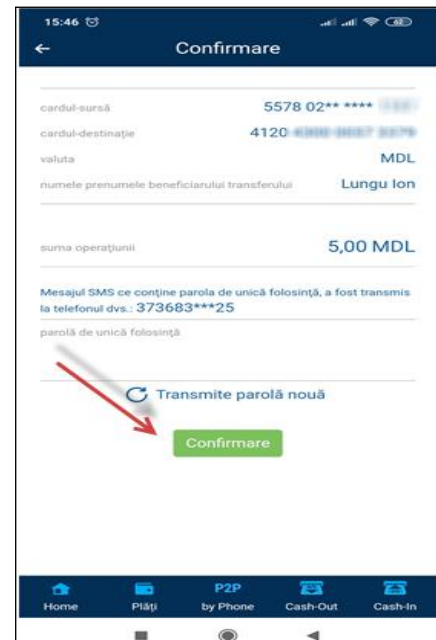 15:46
62
Confirmare
cardul-sursă 5578 02** ****
cardul-destinație 4120
valuta MDL
numele prenumele beneficiarului transferului Lungu Ion
suma operațiunii 5,00 MDL
Mesajul SMS ce conține parola de unică folosință, a fost transmis
la telefonul dvs.: 373683***25
parolă de unică folosință
Transmite parolă nouă
Confirmare
Home Plăți P2P by Phone Cash-Out Cash-In